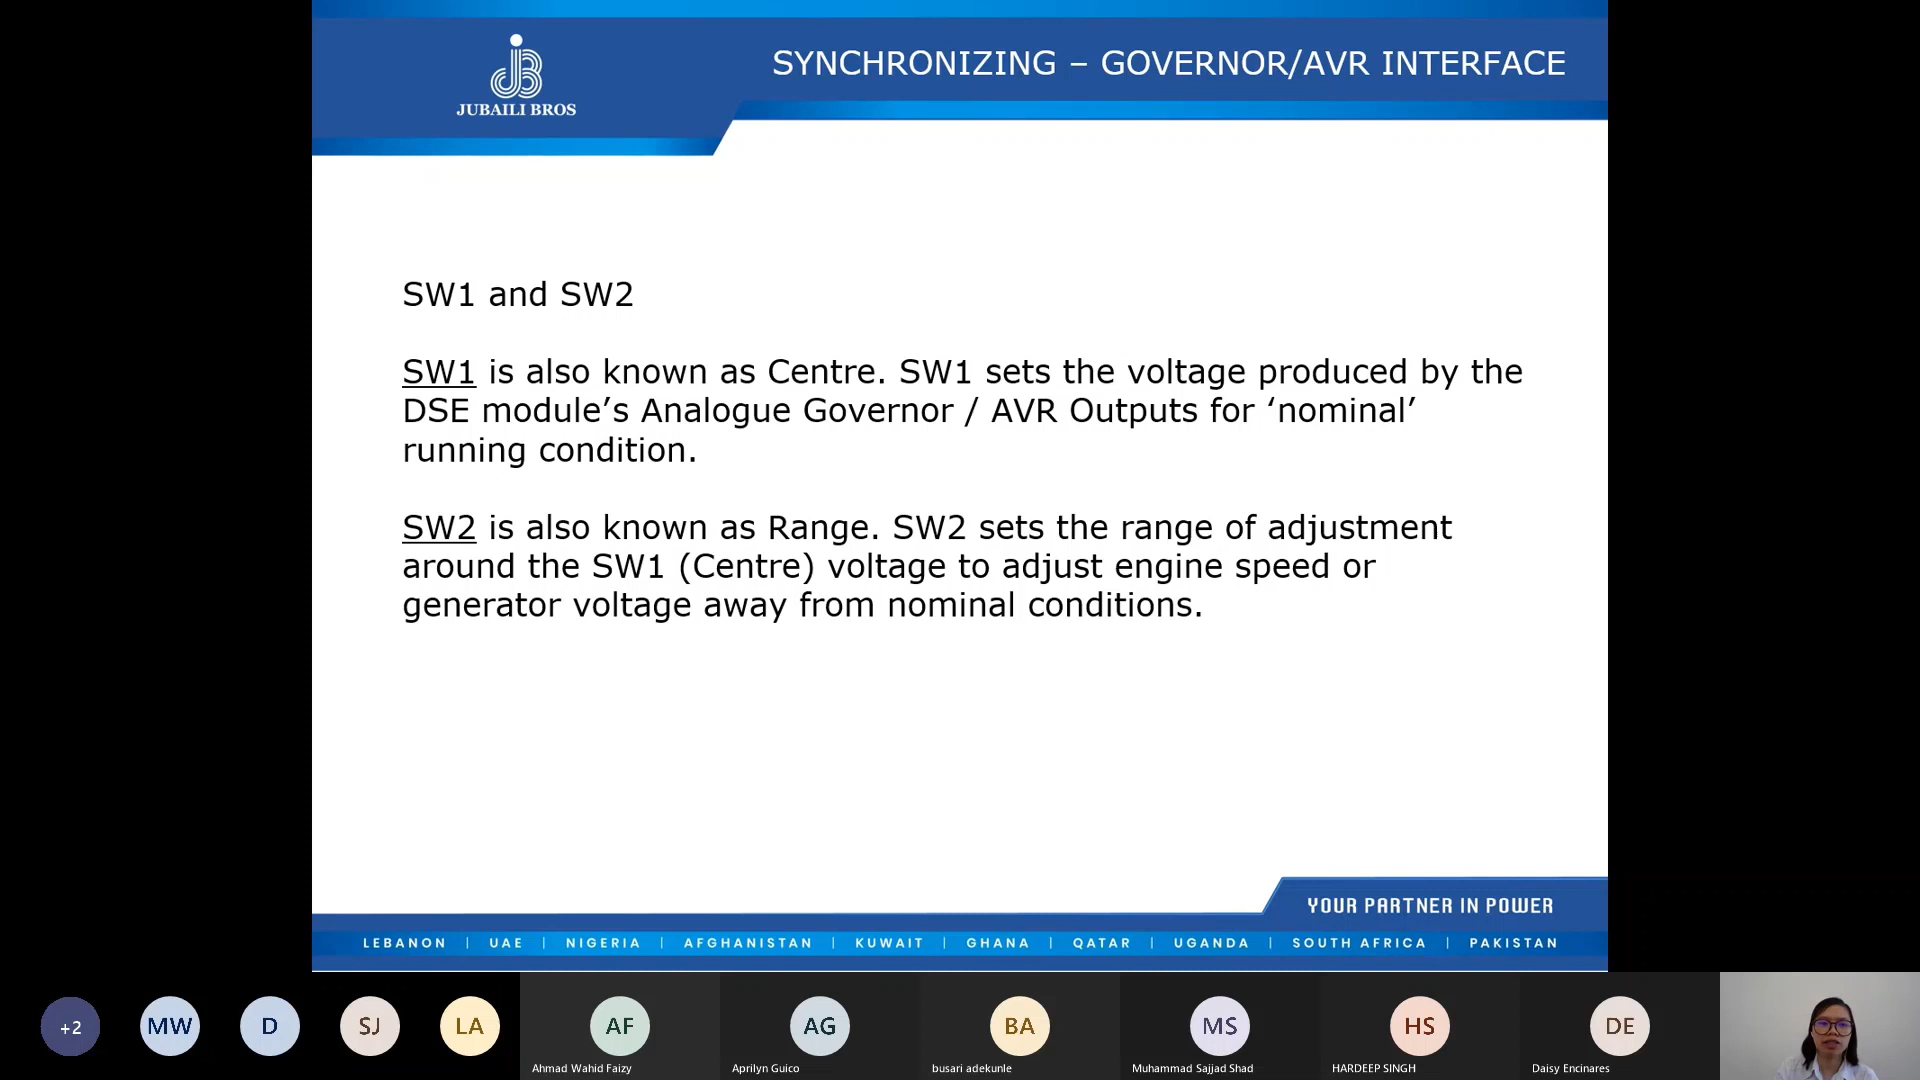 JUBAILI BROS
SYNCHRONIZING – GOVERNOR/AVR INTERFACE
SW1 and SW2
SW1 is also known as Centre. SW1 sets the voltage produced by the
DSE module’s Analogue Governor / AVR Outputs for ‘nominal’
running condition.
SW2 is also known as Range. SW2 sets the range of adjustment
around the SW1 (Centre) voltage to adjust engine speed or
generator voltage away from nominal conditions.
YOUR PARTNER IN POWER
LEBANON | UAE | NIGERIA | AFGHANISTAN | KUWAIT | GHANA | QATAR | UGANDA | SOUTH AFRICA | PAKISTAN
+2 MW D SJ LA AF AG BA MS HS DE
Ahmad Wahid Faizy Aprilyn Guico busari adekunle Muhammad Sajjad Shad HARDEEP SINGH Daisy Encinares